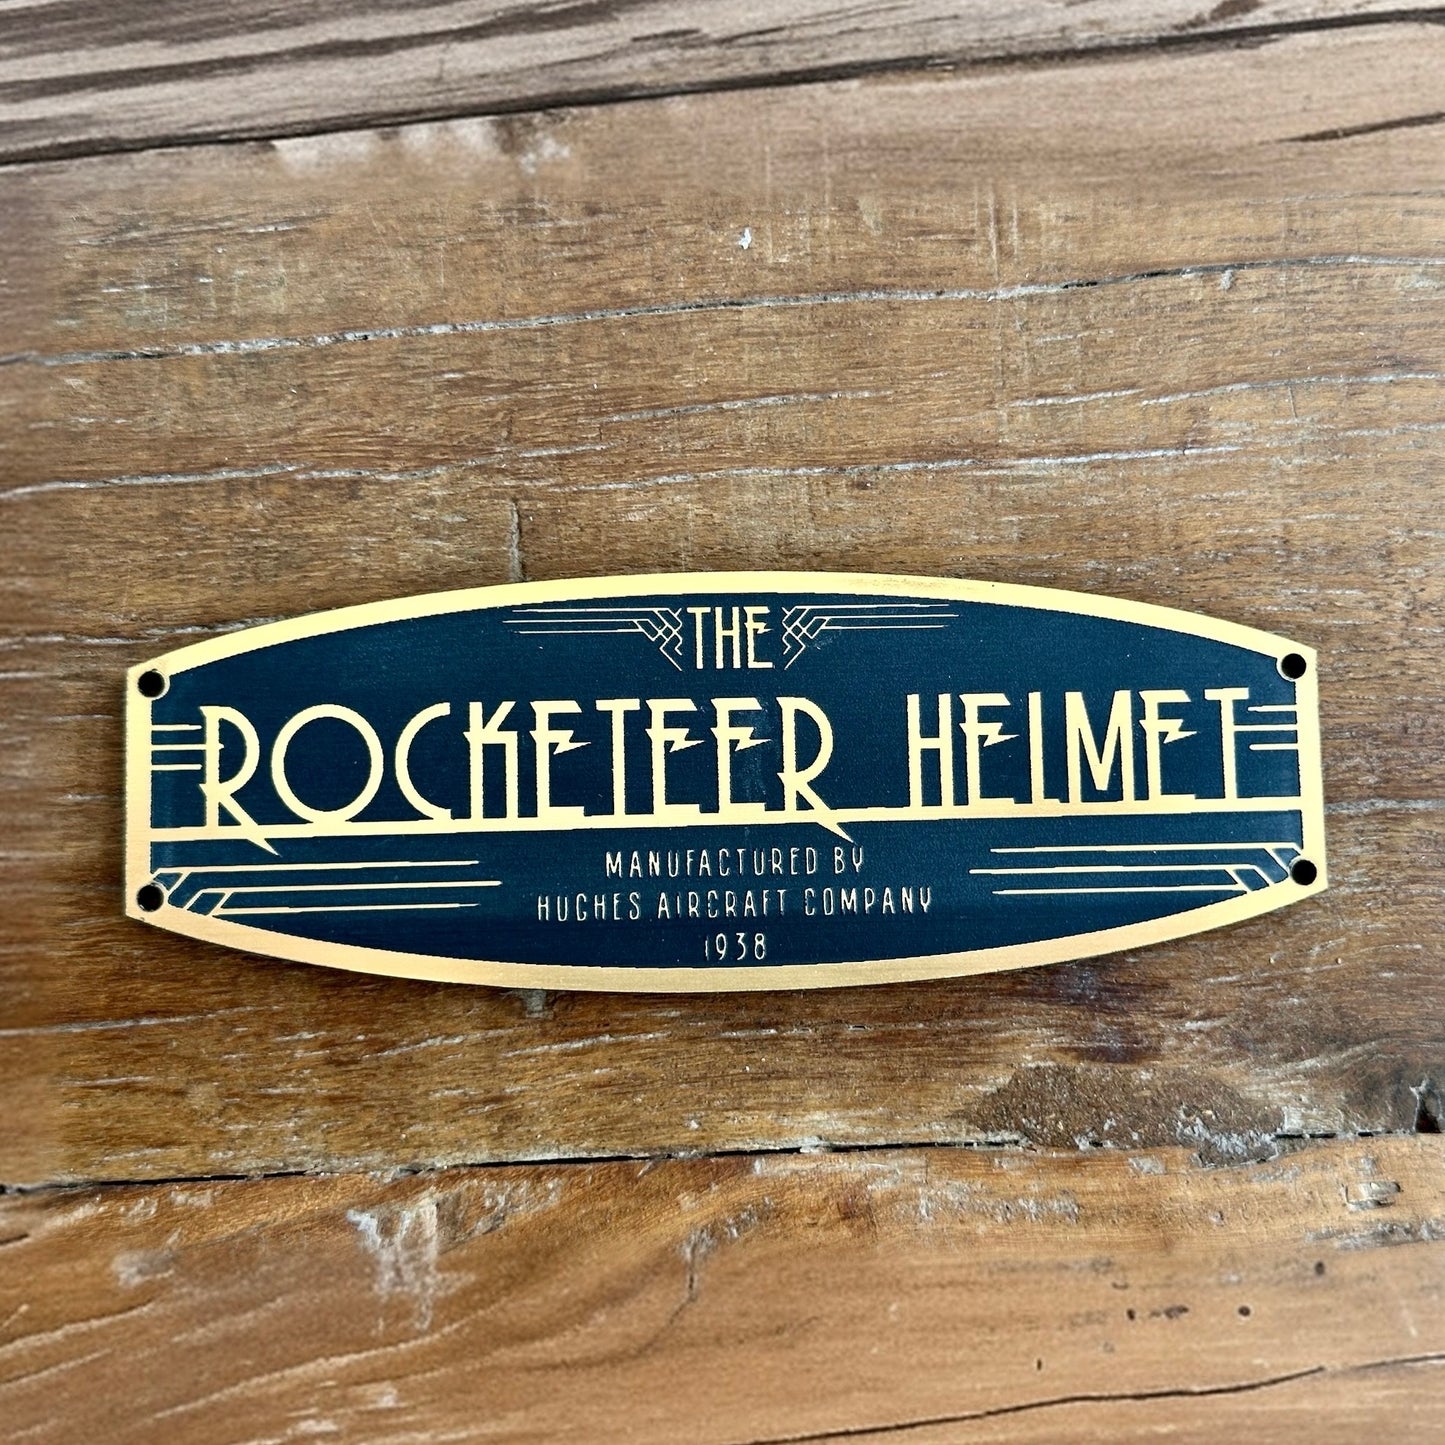 THE
ROCKETEER HELMET
MANUFACTURED BY
HUGHES AIRCRAFT COMPANY
1938